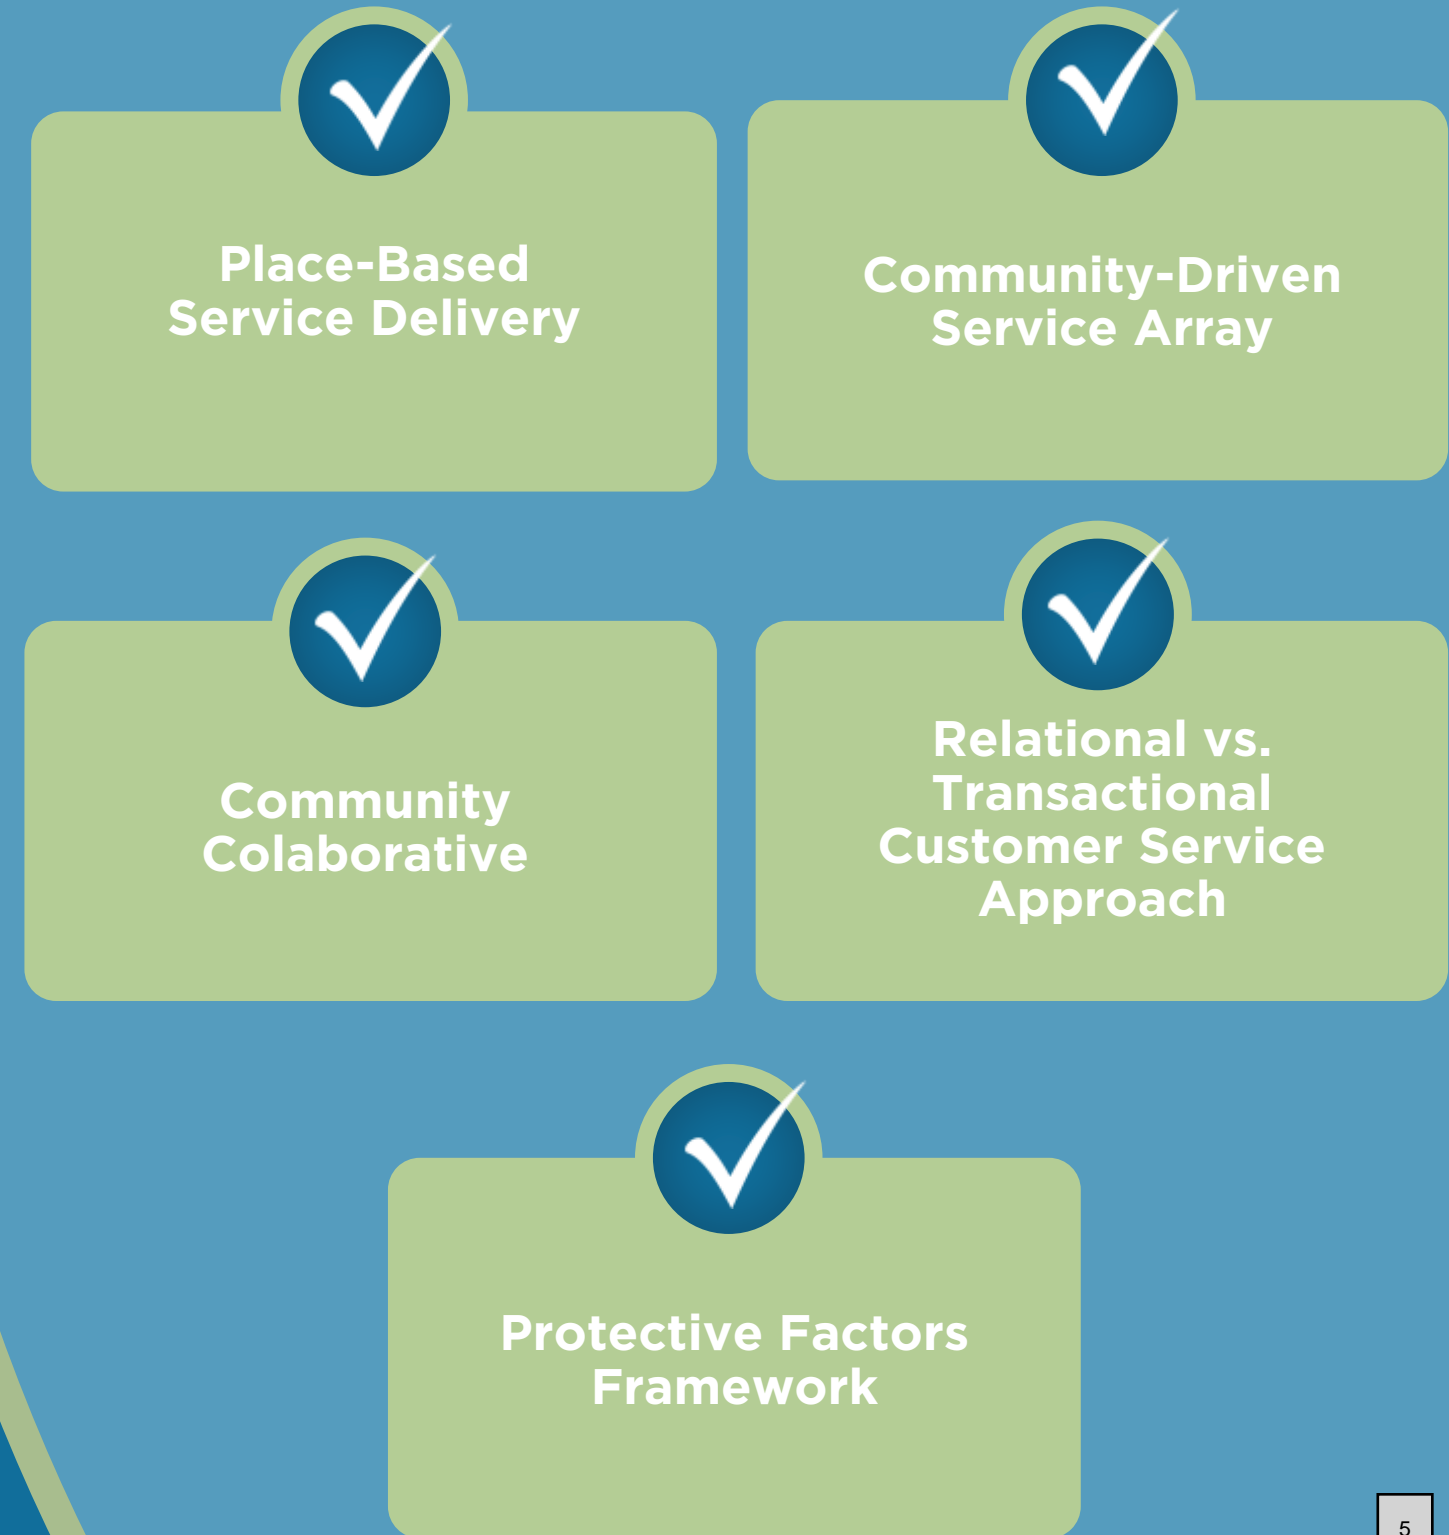 Place-Based
Service Delivery
Community-Driven
Service Array
Community
Colaborative
Relational vs.
Transactional
Customer Service
Approach
Protective Factors
Framework
5